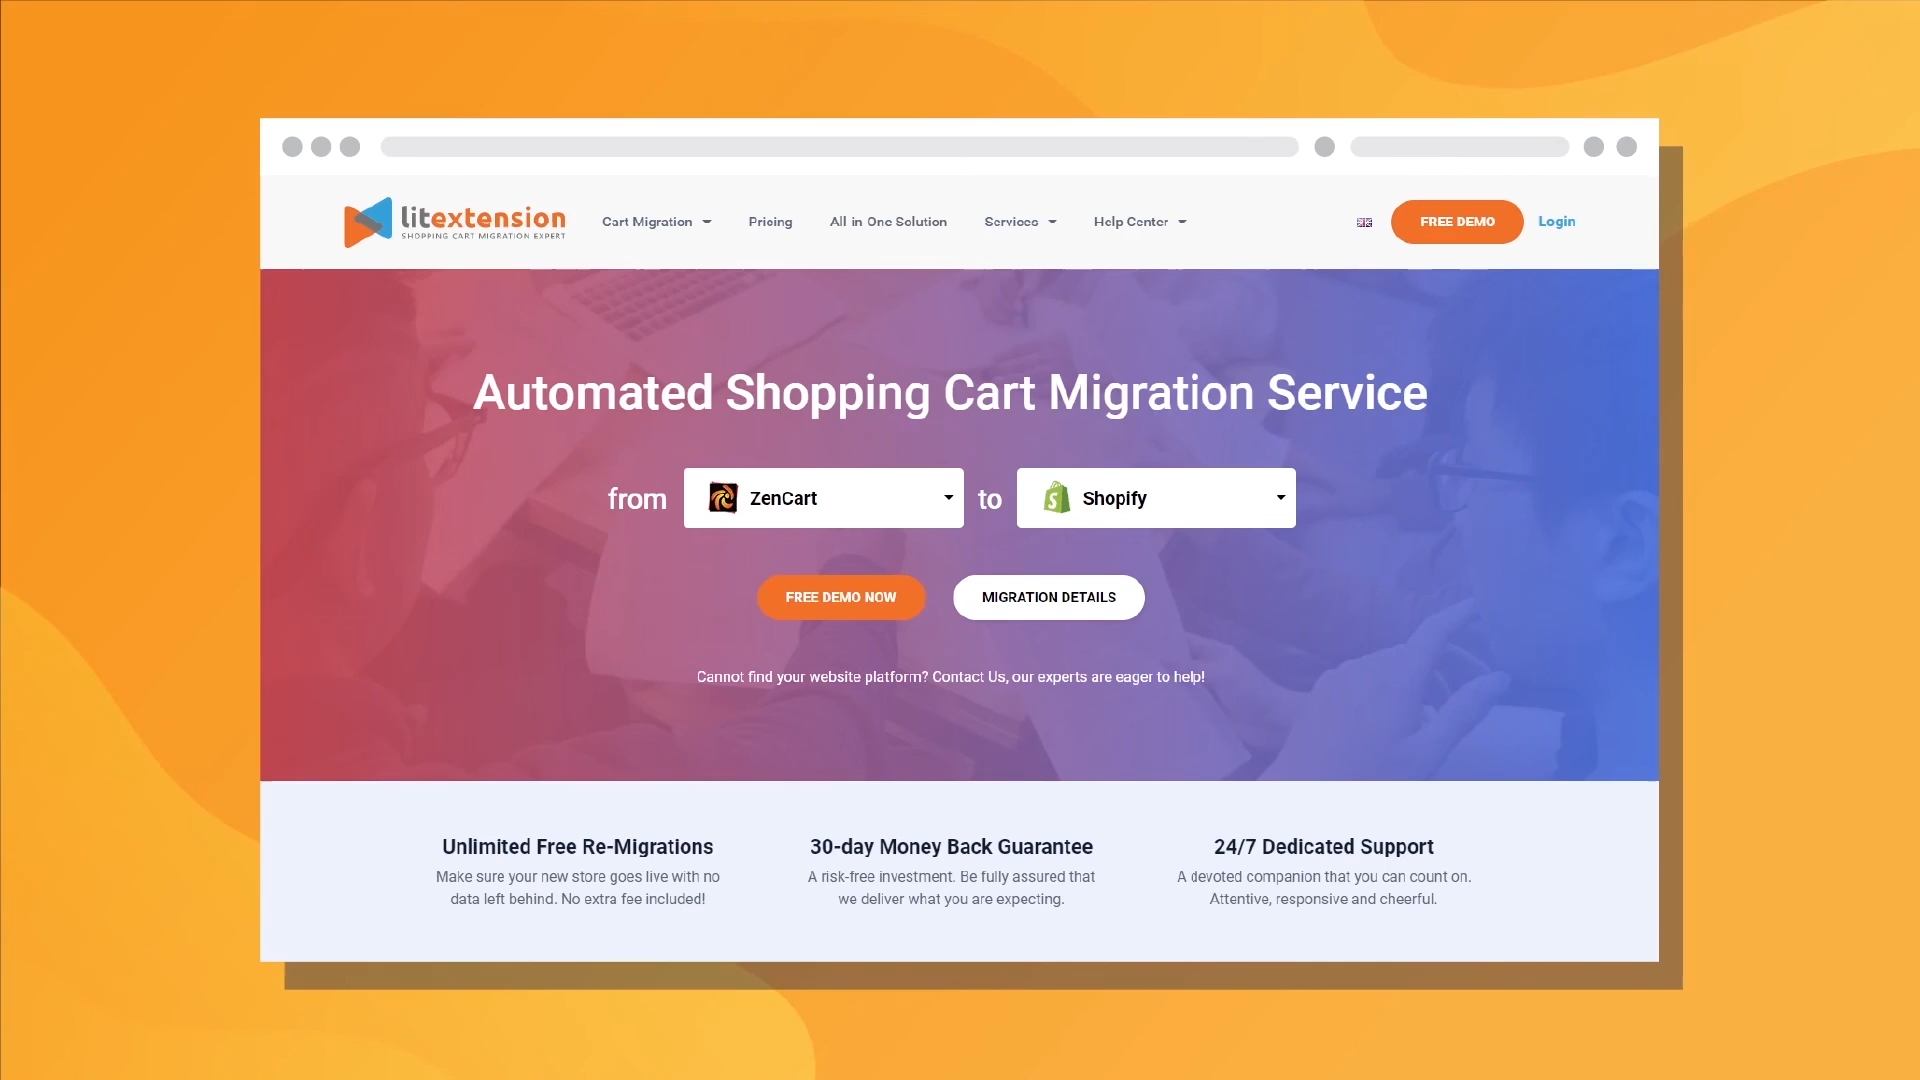 litextension
SHOPPING CART MIGRATION EXPERT
Cart Migration
Pricing
All-in-One Solution
Services
Help Center
FREE DEMO
Login
Automated Shopping Cart Migration Service
from
ZenCart
to
Shopify
FREE DEMO NOW
MIGRATION DETAILS
Cannot find your website platform? Contact Us, our experts are eager to help!
Unlimited Free Re-Migrations
Make sure your new store goes live with no
data left behind. No extra fee included!
30-day Money Back Guarantee
A risk-free investment. Be fully assured that
we deliver what you are expecting.
24/7 Dedicated Support
A devoted companion that you can count on.
Attentive, responsive and cheerful.